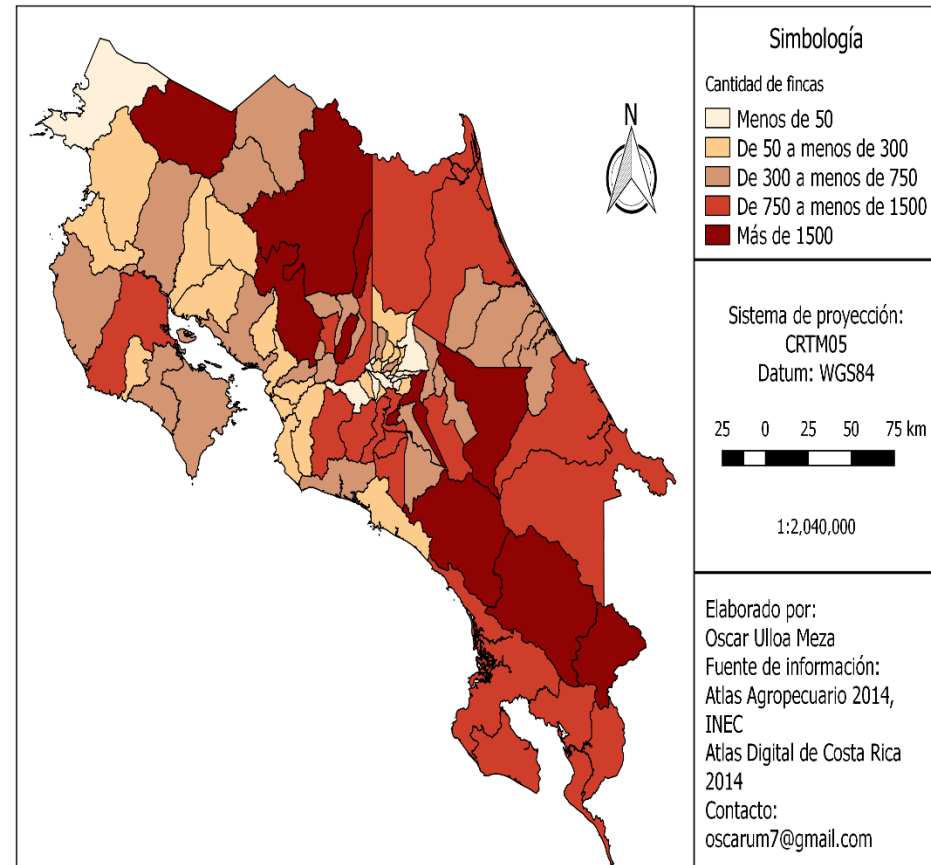 Simbología
Cantidad de fincas
Menos de 50
De 50 a menos de 300
De 300 a menos de 750
De 750 a menos de 1500
Más de 1500
N
Sistema de proyección:
CRTM05
Datum: WGS84
25 0 25 50 75 km
1:2,040,000
Elaborado por:
Oscar Ulloa Meza
Fuente de información:
Atlas Agropecuario 2014,
INEC
Atlas Digital de Costa Rica
2014
Contacto:
oscarum7@gmail.com